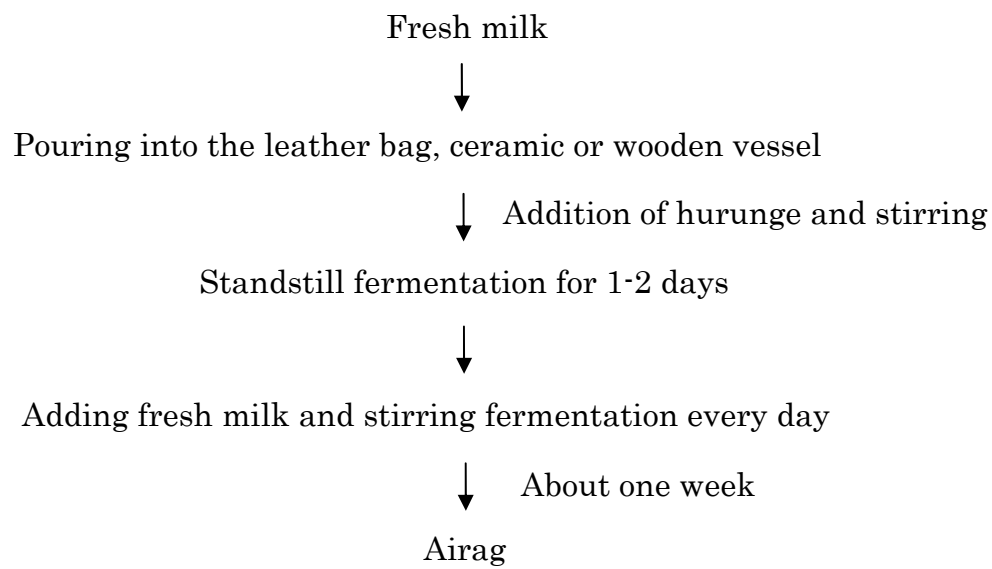 Fresh milk
Pouring into the leather bag, ceramic or wooden vessel
Addition of hurunge and stirring
Standstill fermentation for 1-2 days
Adding fresh milk and stirring fermentation every day
About one week
Airag